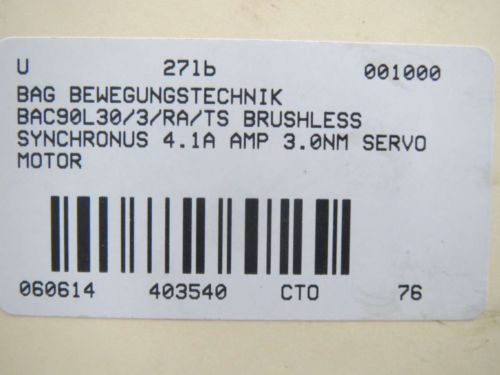 U 27lb 001000
BAG BEWEGUNGSTECHNIK
BAC90L30/3/RA/TS BRUSHLESS
SYNCHRONUS 4.1A AMP 3.0NM SERVO
MOTOR
060614 403540 CTO 76